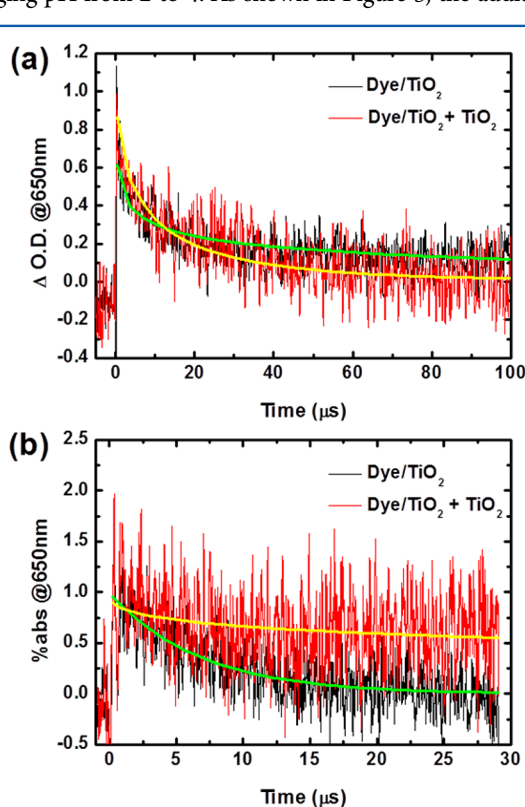 ging pH from 2 to 4. As shown in Figure 3, the addit
(a)
Dye/TiO₂
Dye/TiO₂+ TiO₂
Δ O.D. @650nm
1.2
1.0
0.8
0.6
0.4
0.2
0.0
-0.2
-0.4
0
20
40
60
80
100
Time (μs)
(b)
Dye/TiO₂
Dye/TiO₂ + TiO₂
%abs @650nm
2.5
2.0
1.5
1.0
0.5
0.0
-0.5
0
5
10
15
20
25
30
Time (μs)